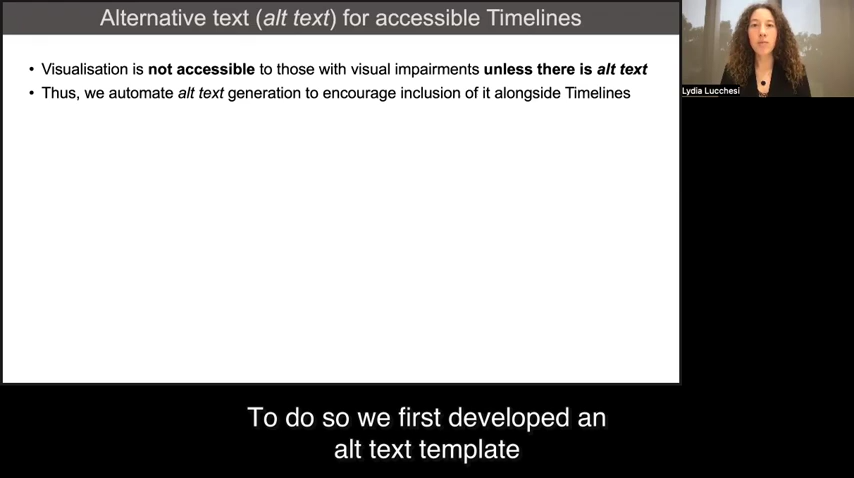 Alternative text (alt text) for accessible Timelines
• Visualisation is not accessible to those with visual impairments unless there is alt text
• Thus, we automate alt text generation to encourage inclusion of it alongside Timelines
Lydia Lucchesi
To do so we first developed an
alt text template